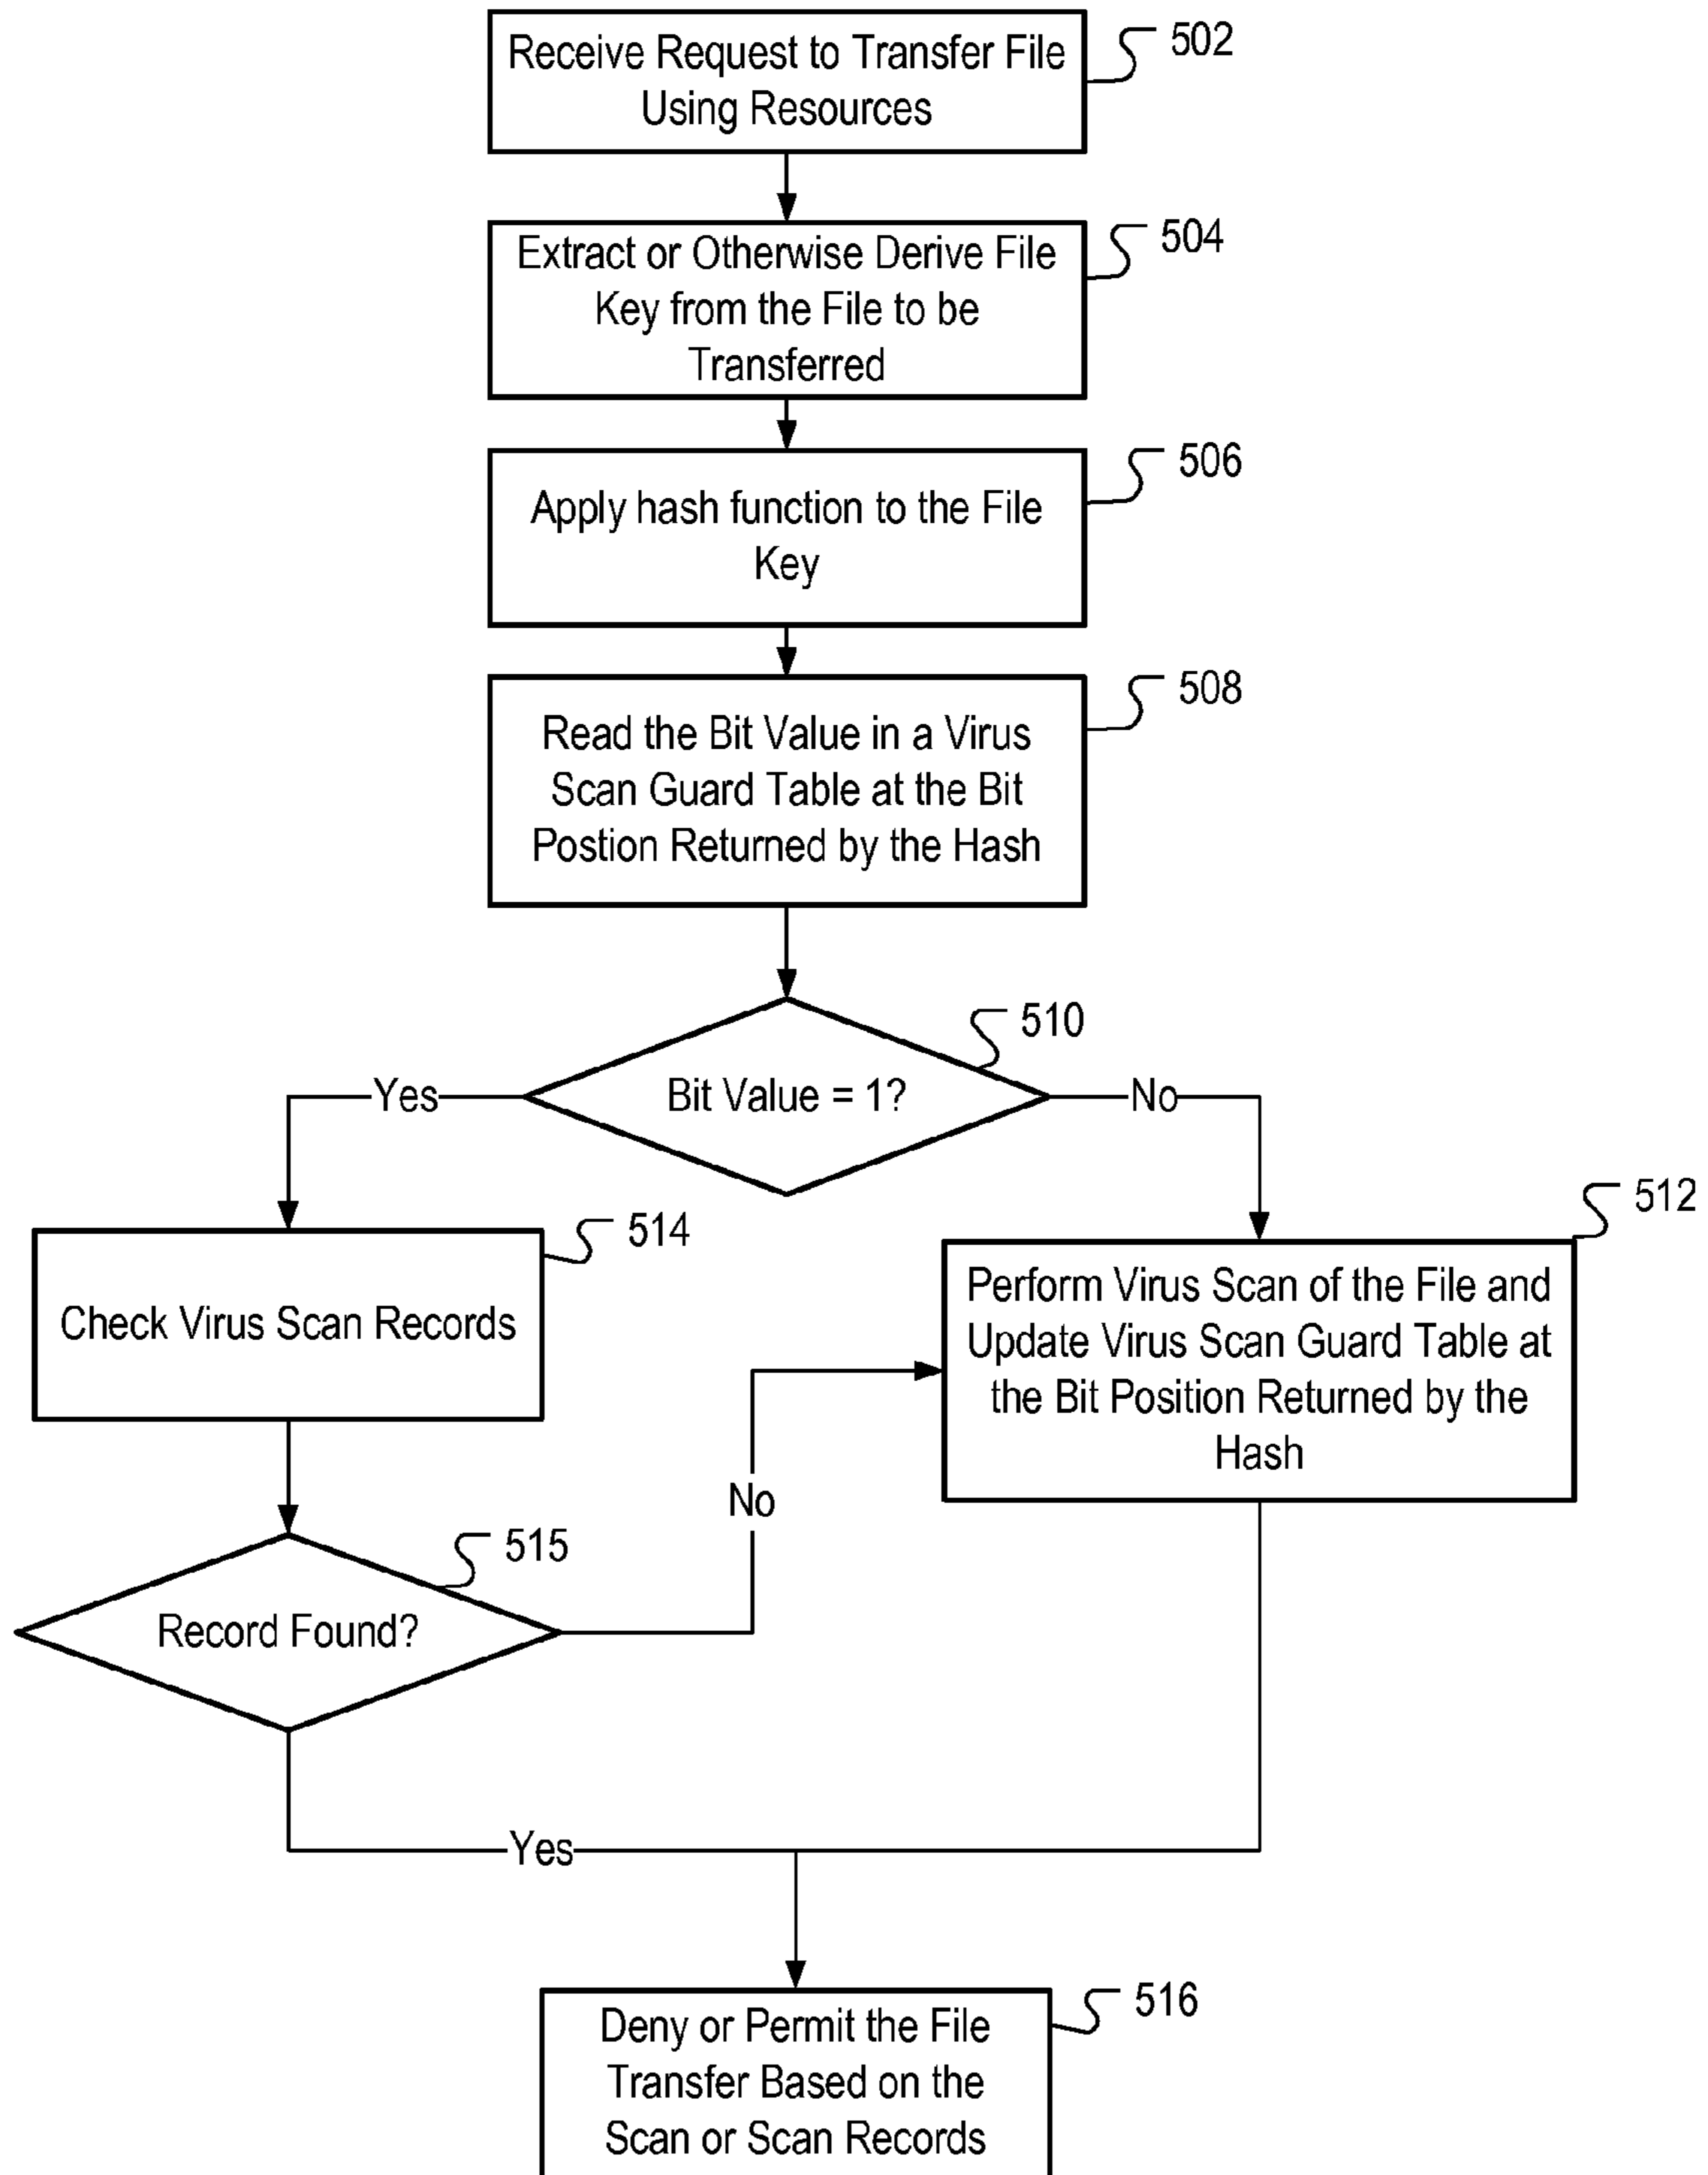 Receive Request to Transfer File
Using Resources
502
Extract or Otherwise Derive File
Key from the File to be
Transferred
504
Apply hash function to the File
Key
506
Read the Bit Value in a Virus
Scan Guard Table at the Bit
Postion Returned by the Hash
508
Bit Value = 1?
510
Yes
No
Check Virus Scan Records
514
Perform Virus Scan of the File and
Update Virus Scan Guard Table at
the Bit Position Returned by the
Hash
512
Record Found?
515
No
Yes
Deny or Permit the File
Transfer Based on the
Scan or Scan Records
516